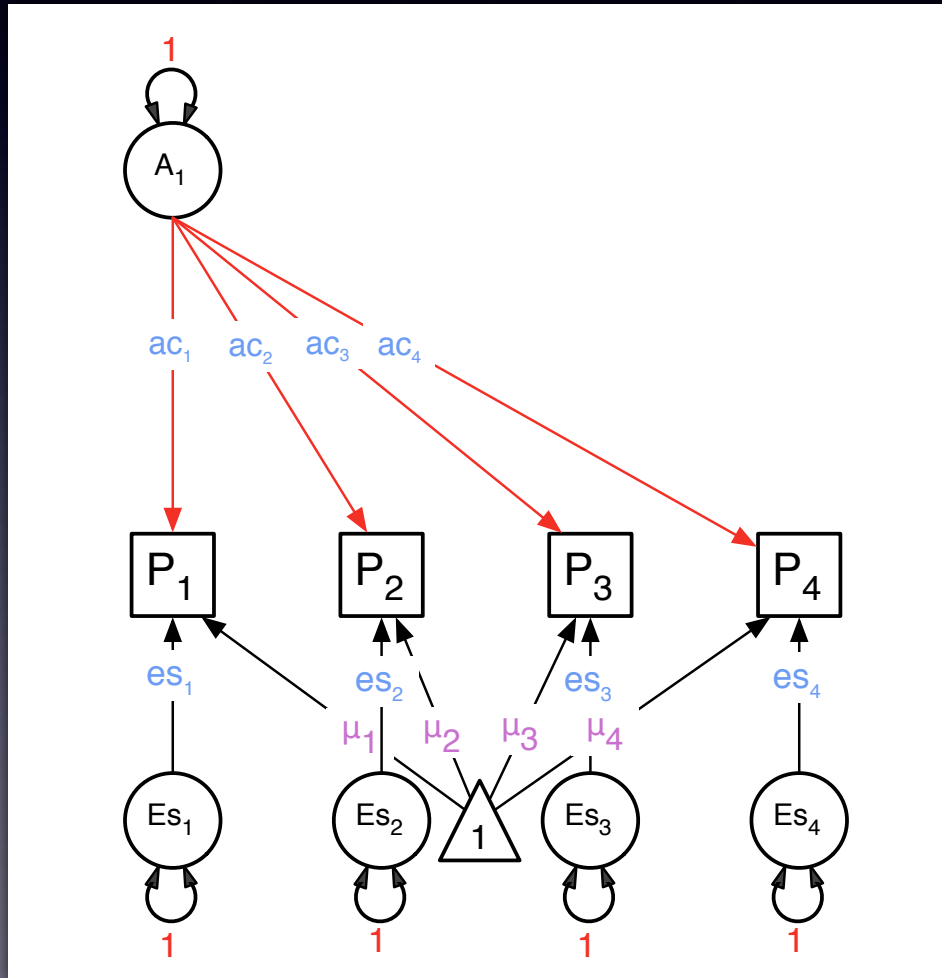 1
A₁
ac₁ ac₂ ac₃ ac₄
P₁ P₂ P₃ P₄
es₁ es₂ es₃ es₄
μ₁ μ₂ μ₃ μ₄
Es₁ Es₂ 1 Es₃ Es₄
1 1 1 1